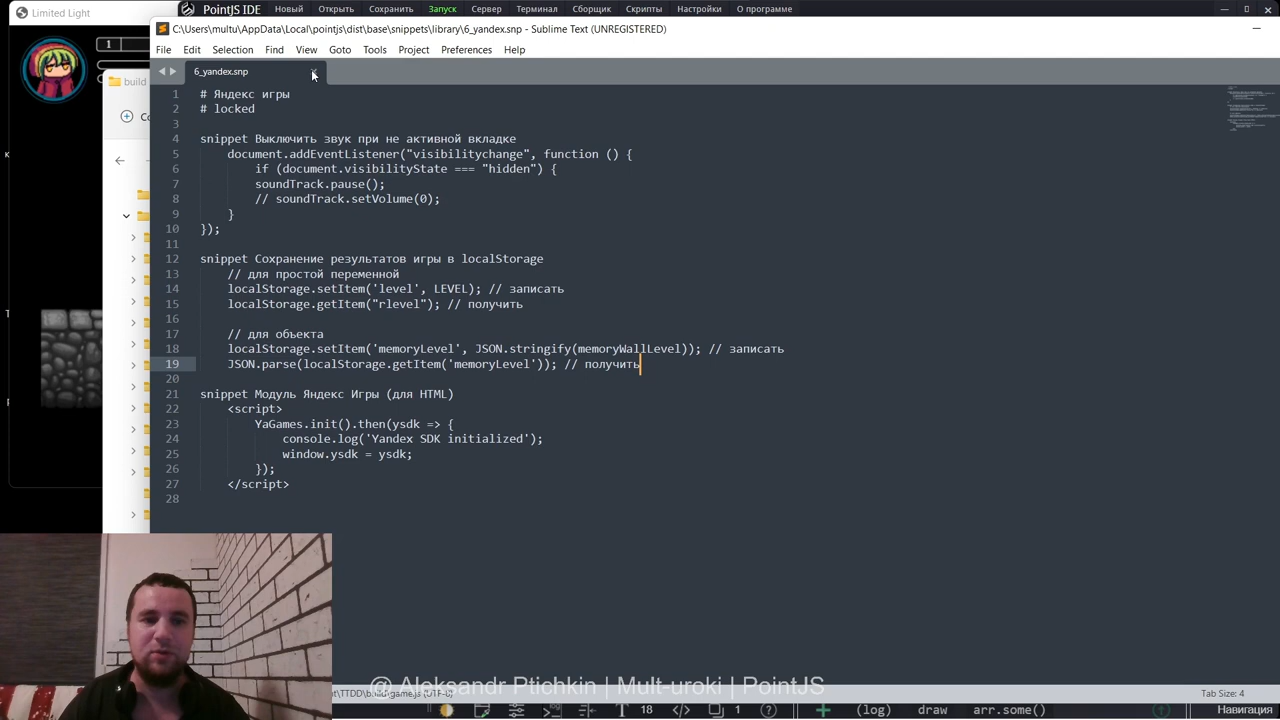 Limited Light
PointJS IDE Новый Открыть Сохранить Запуск Сервер Терминал Сборщик Скрипты Настройки О программе
C:\Users\multu\AppData\Local\pointjs\dist\base\snippets\library\6_yandex.snp - Sublime Text (UNREGISTERED)
File Edit Selection Find View Goto Tools Project Preferences Help
6_yandex.snp
1
build
Co
1 # Яндекс игры
2 # locked
3
4 snippet Выключить звук при не активной вкладке
5 document.addEventListener("visibilitychange", function () {
6 if (document.visibilityState === "hidden") {
7 soundTrack.pause();
8 // soundTrack.setVolume(0);
9 }
10 });
11
12 snippet Сохранение результатов игры в localStorage
13 // для простой переменной
14 localStorage.setItem('level', LEVEL); // записать
15 localStorage.getItem("rlevel"); // получить
16
17 // для объекта
18 localStorage.setItem('memoryLevel', JSON.stringify(memoryWallLevel)); // записать
19 JSON.parse(localStorage.getItem('memoryLevel')); // получить
20
21 snippet Модуль Яндекс Игры (для HTML)
22 <script>
23 YaGames.init().then(ysdk => {
24 console.log('Yandex SDK initialized');
25 window.ysdk = ysdk;
26 });
27 </script>
28
@ Aleksandr Ptichkin | Mult-uroki | PointJS
Tab Size: 4
18 1 (log) draw arr.some() Навигация